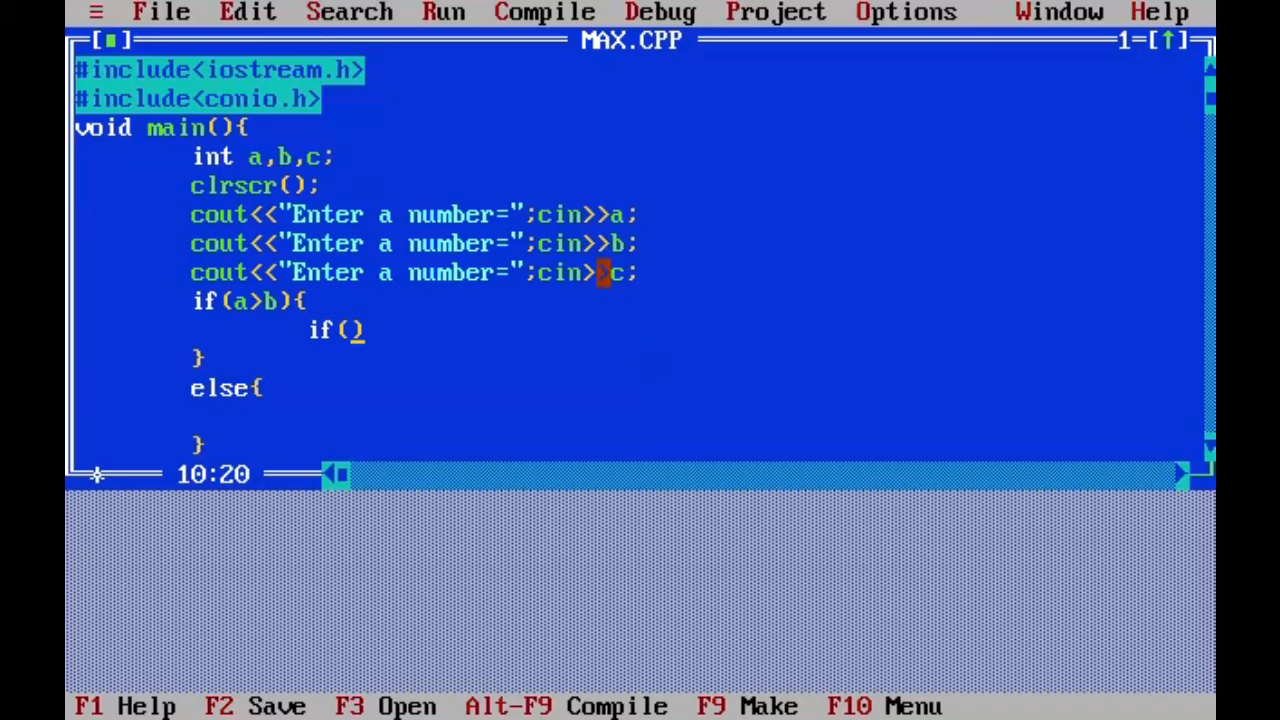 ≡ File Edit Search Run Compile Debug Project Options Window Help
[■] MAX.CPP 1=[↑]
#include<iostream.h>
#include<conio.h>
void main(){
int a,b,c;
clrscr();
cout<<"Enter a number=";cin>>a;
cout<<"Enter a number=";cin>>b;
cout<<"Enter a number=";cin>>c;
if(a>b){
if()
}
else{
}
10:20
F1 Help F2 Save F3 Open Alt-F9 Compile F9 Make F10 Menu